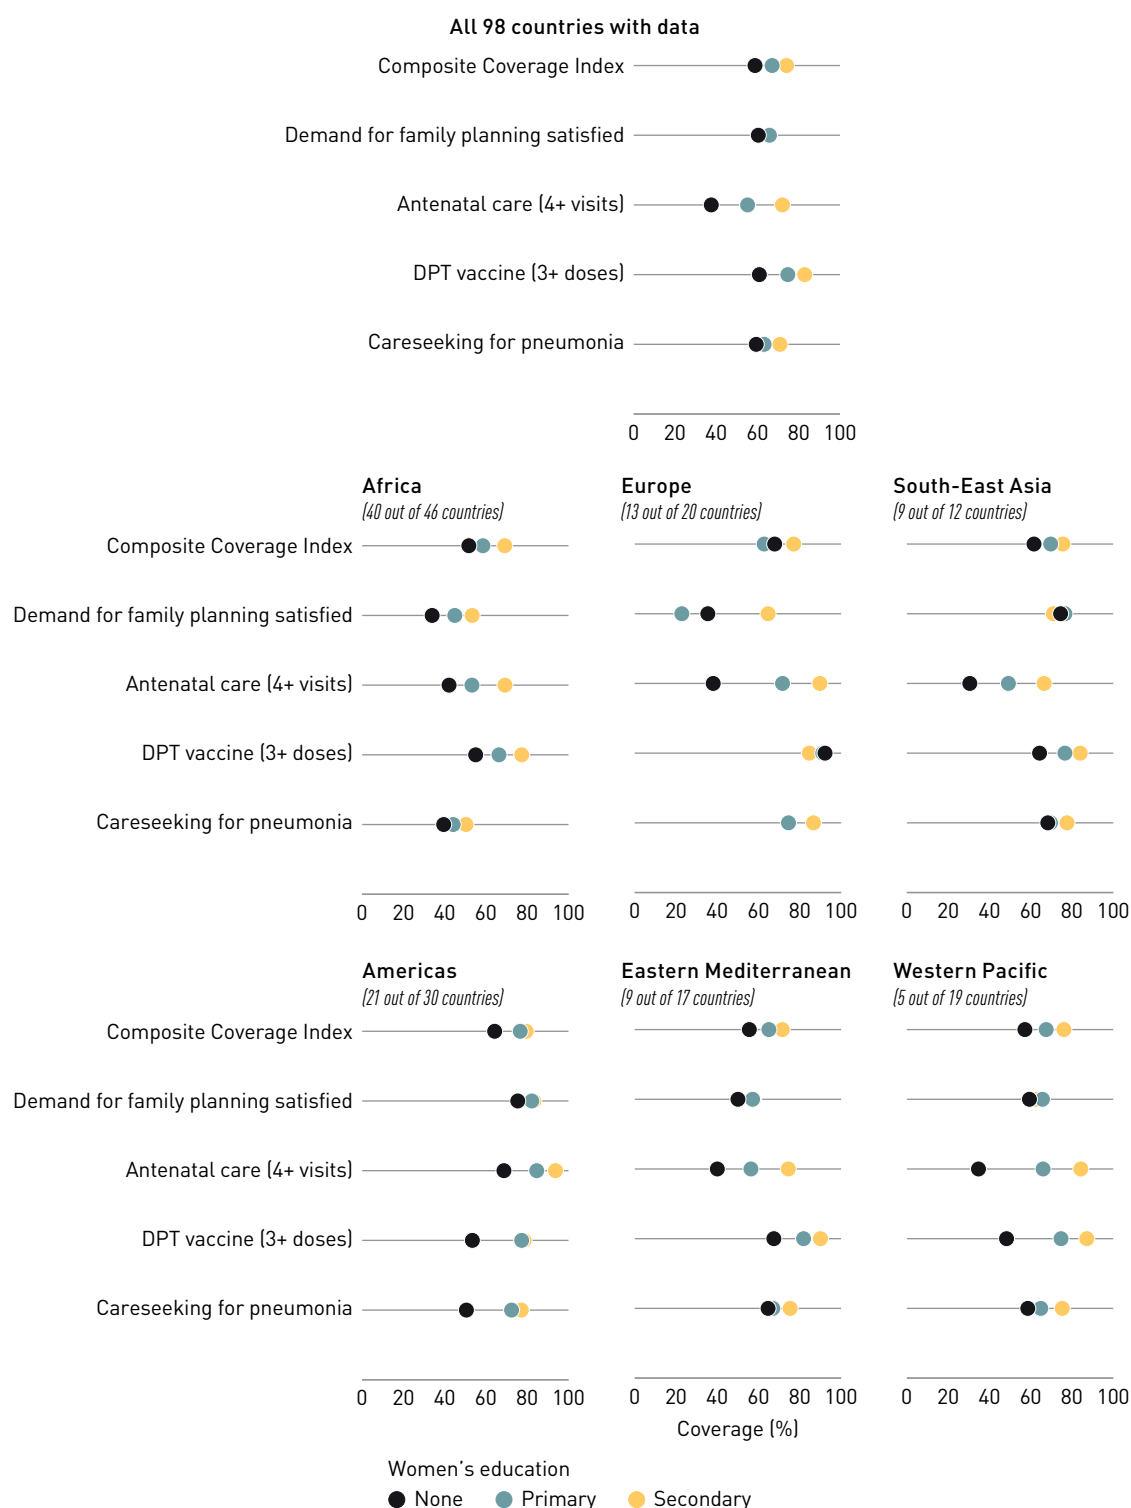 All 98 countries with data
Composite Coverage Index
Demand for family planning satisfied
Antenatal care (4+ visits)
DPT vaccine (3+ doses)
Careseeking for pneumonia
0 20 40 60 80 100
Africa
(40 out of 46 countries)
Europe
(13 out of 20 countries)
South-East Asia
(9 out of 12 countries)
Composite Coverage Index
Demand for family planning satisfied
Antenatal care (4+ visits)
DPT vaccine (3+ doses)
Careseeking for pneumonia
0 20 40 60 80 100
0 20 40 60 80 100
0 20 40 60 80 100
Americas
(21 out of 30 countries)
Eastern Mediterranean
(9 out of 17 countries)
Western Pacific
(5 out of 19 countries)
Composite Coverage Index
Demand for family planning satisfied
Antenatal care (4+ visits)
DPT vaccine (3+ doses)
Careseeking for pneumonia
0 20 40 60 80 100
0 20 40 60 80 100
0 20 40 60 80 100
Coverage (%)
Women's education
None Primary Secondary